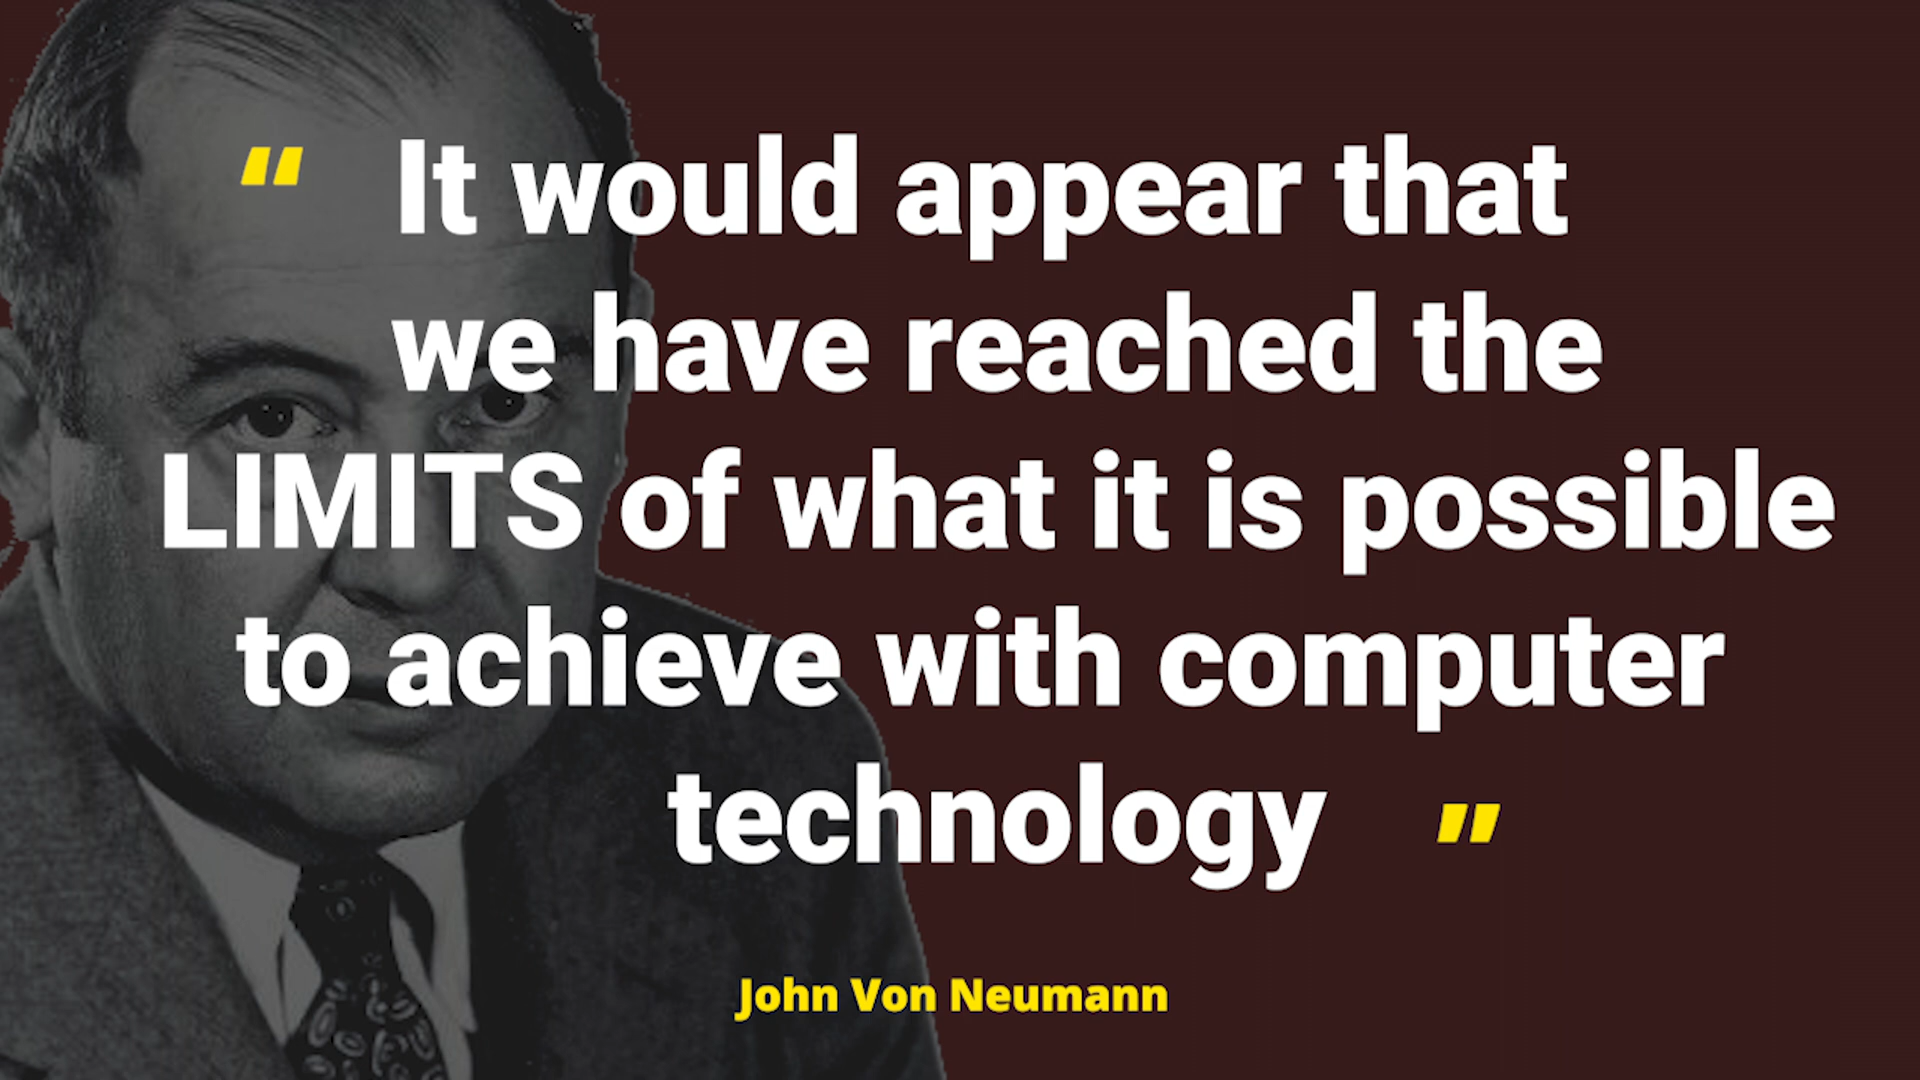 “ It would appear that
we have reached the
LIMITS of what it is possible
to achieve with computer
technology ”
John Von Neumann